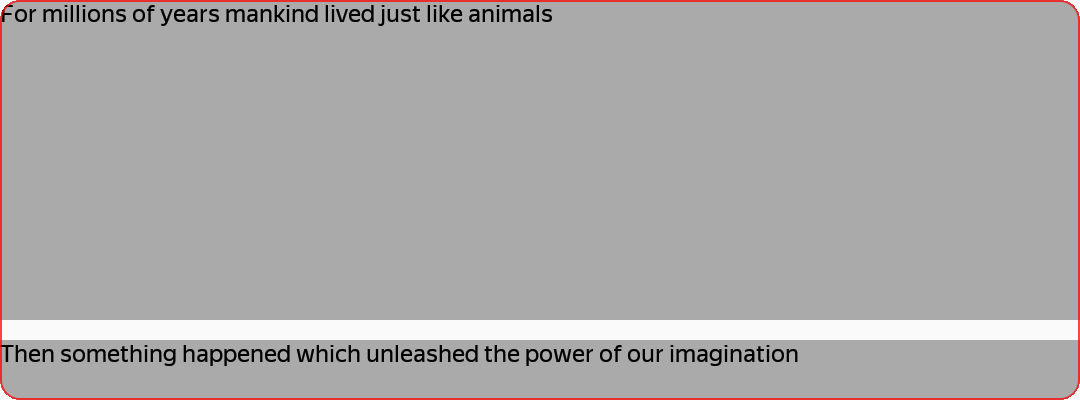 For millions of years mankind lived just like animals
Then something happened which unleashed the power of our imagination